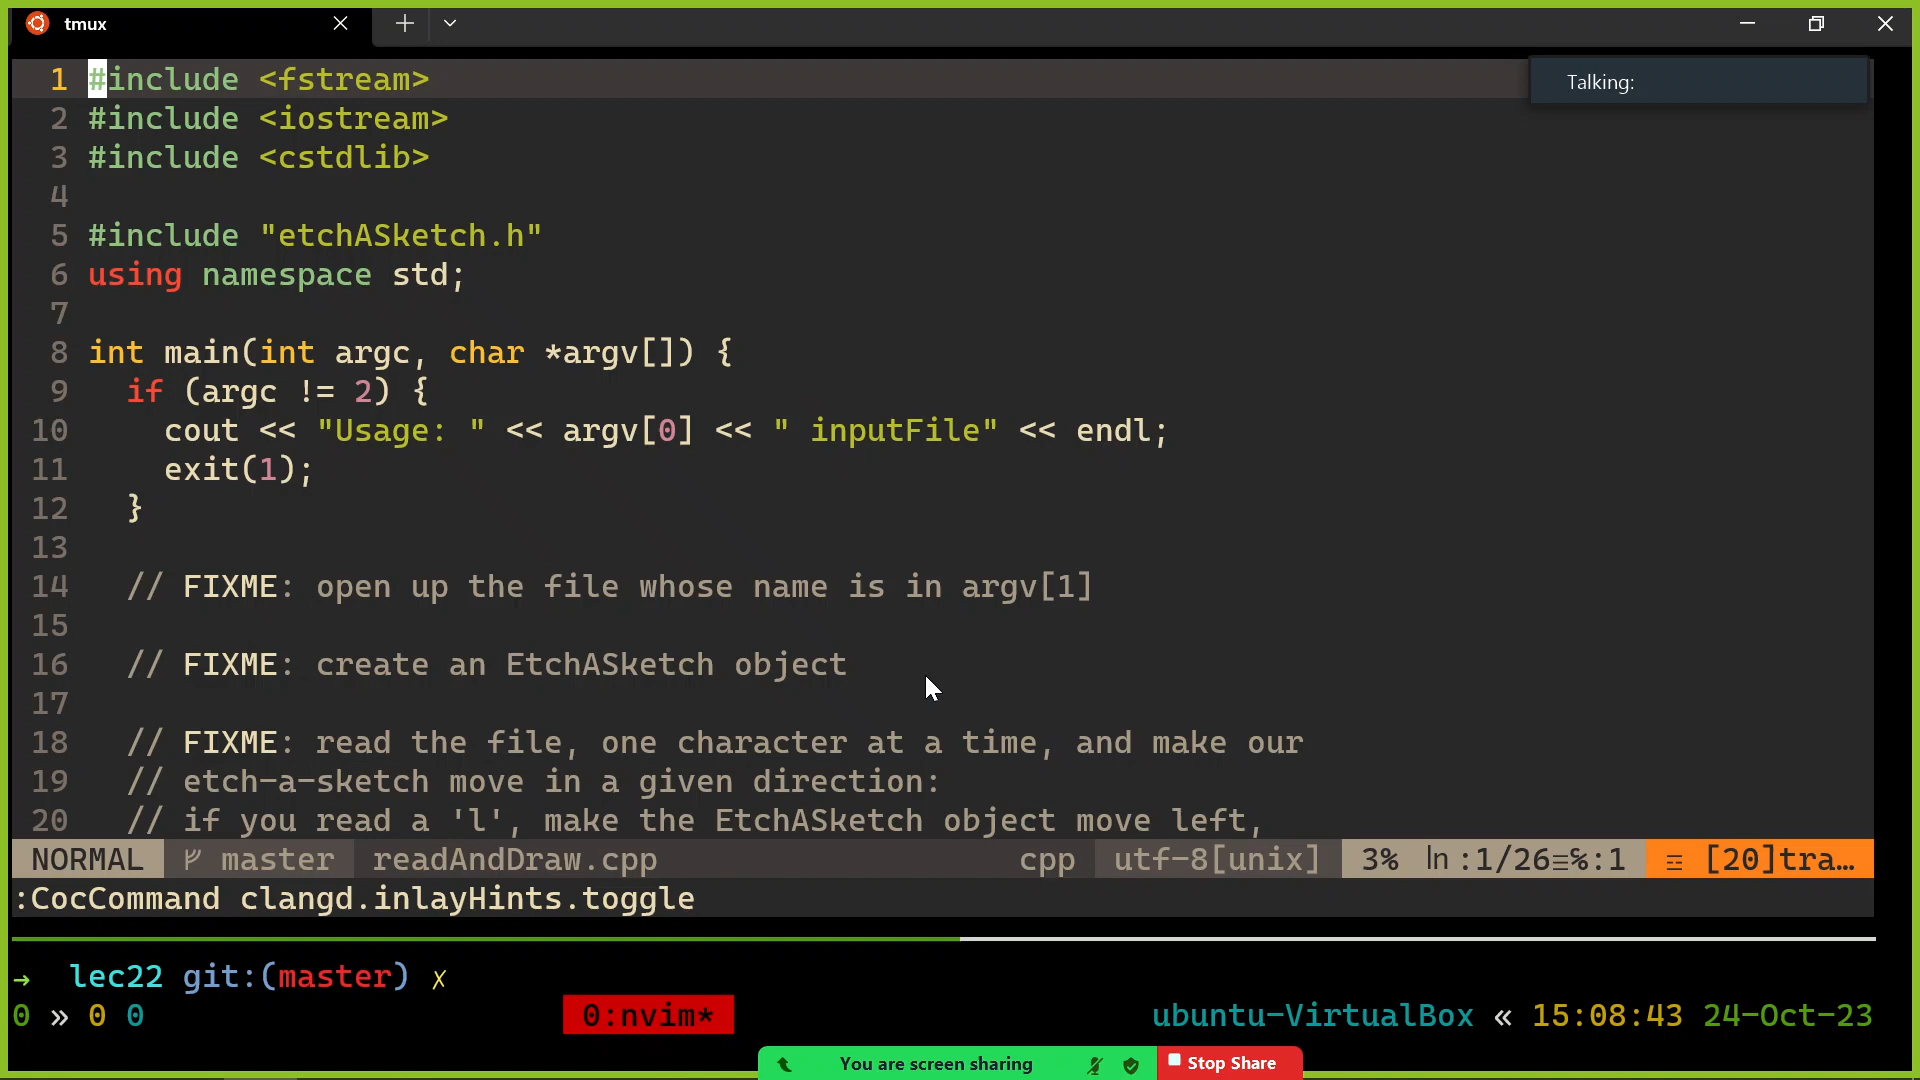 tmux
Talking:
1 #include <fstream>
2 #include <iostream>
3 #include <cstdlib>
4
5 #include "etchASketch.h"
6 using namespace std;
7
8 int main(int argc, char *argv[]) {
9 if (argc != 2) {
10 cout << "Usage: " << argv[0] << " inputFile" << endl;
11 exit(1);
12 }
13
14 // FIXME: open up the file whose name is in argv[1]
15
16 // FIXME: create an EtchASketch object
17
18 // FIXME: read the file, one character at a time, and make our
19 // etch-a-sketch move in a given direction:
20 // if you read a 'l', make the EtchASketch object move left,
NORMAL master readAndDraw.cpp cpp utf-8[unix] 3% ln :1/26≡℅:1 Ξ [20]tra…
:CocCommand clangd.inlayHints.toggle
→ lec22 git:(master) ✗
0 » 0 0 0:nvim* ubuntu-VirtualBox « 15:08:43 24-Oct-23
You are screen sharing Stop Share